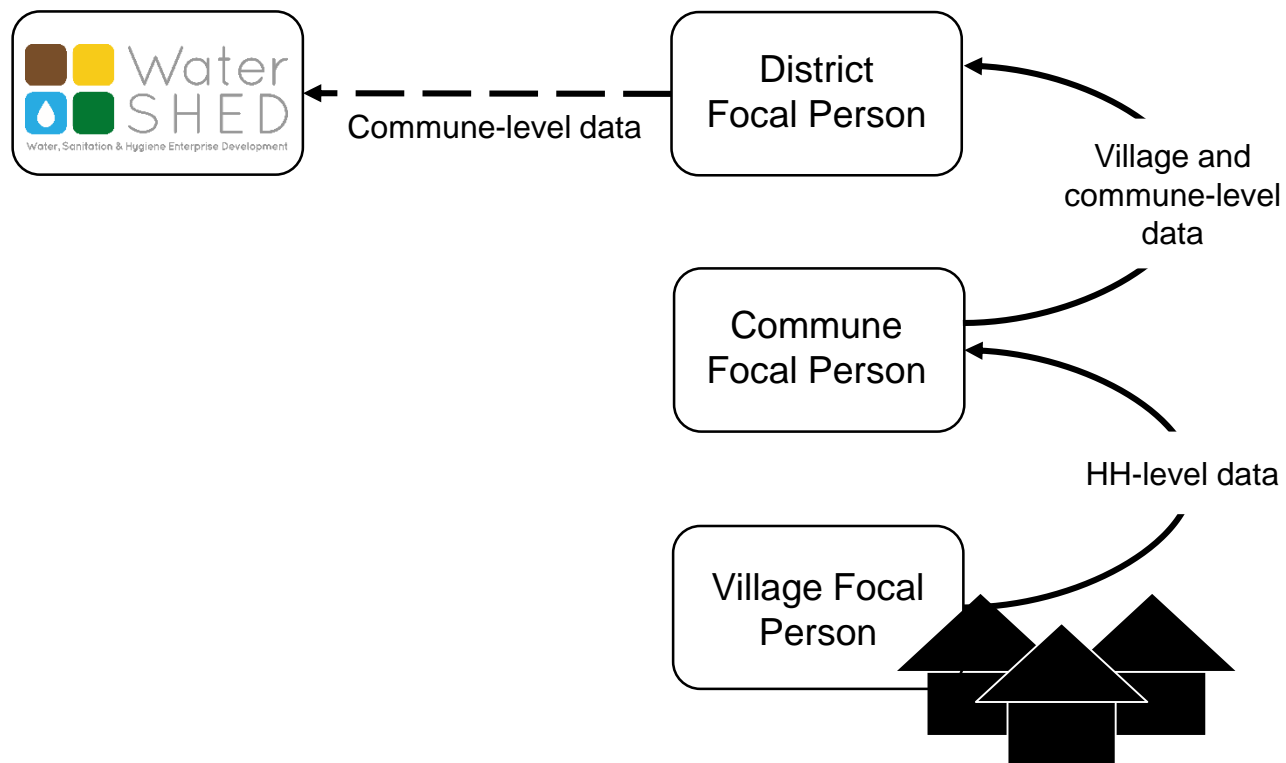 Water
SHED
Water, Sanitation & Hygiene Enterprise Development
Commune-level data
District
Focal Person
Village and
commune-level
data
Commune
Focal Person
HH-level data
Village Focal
Person